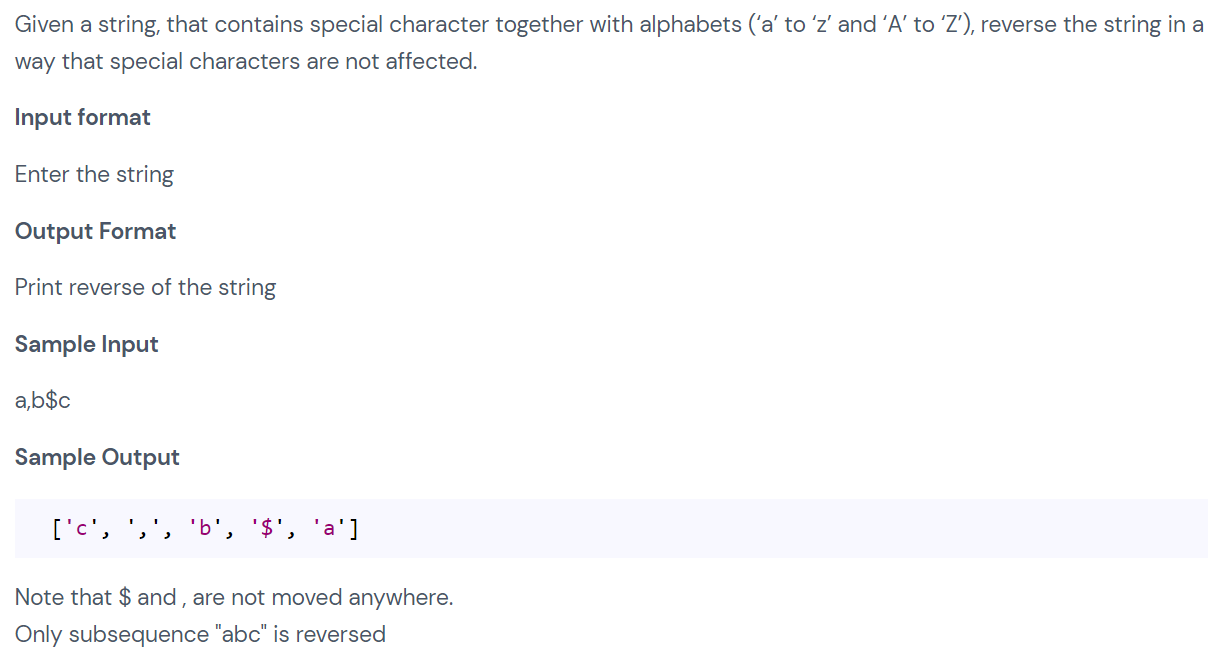 Given a string, that contains special character together with alphabets (‘a’ to ‘z’ and ‘A’ to ‘Z’), reverse the string in a
way that special characters are not affected.
Input format
Enter the string
Output Format
Print reverse of the string
Sample Input
a,b$c
Sample Output
['c', ',', 'b', '$', 'a']
Note that $ and , are not moved anywhere.
Only subsequence "abc" is reversed